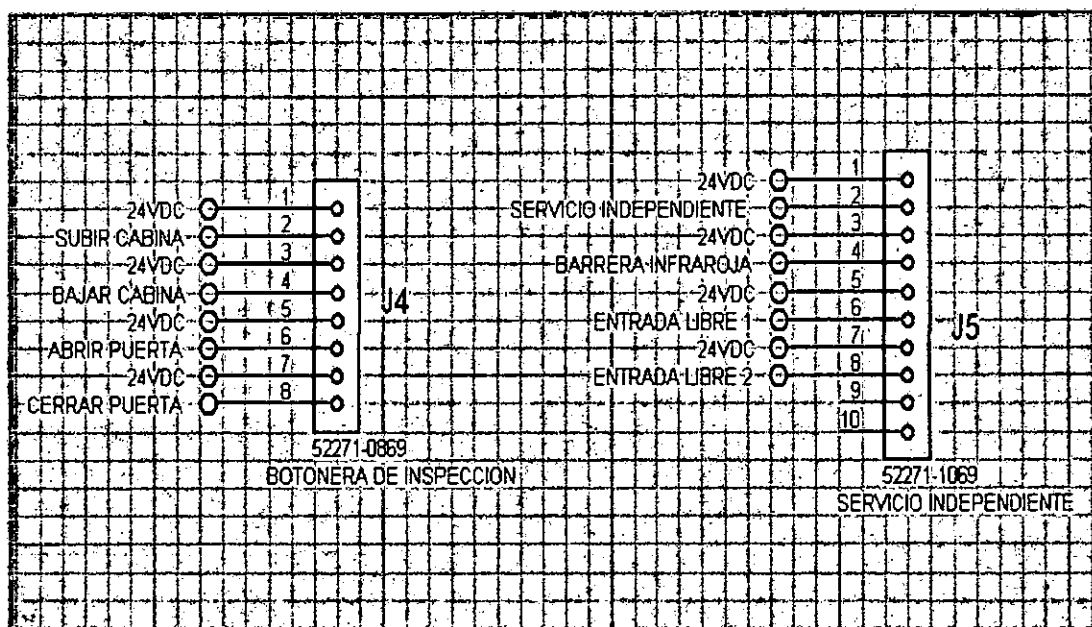 24VDC 1
SUBIR CABINA 2
24VDC 3
BAJAR CABINA 4
24VDC 5
ABRIR PUERTA 6
24VDC 7
CERRAR PUERTA 8
J4
52271-0869
BOTONERA DE INSPECCION
24VDC 1
SERVICIO INDEPENDIENTE 2
24VDC 3
BARRERA INFRAROJA 4
24VDC 5
ENTRADA LIBRE 1 6
24VDC 7
ENTRADA LIBRE 2 8
9
10
J5
52271-1069
SERVICIO INDEPENDIENTE